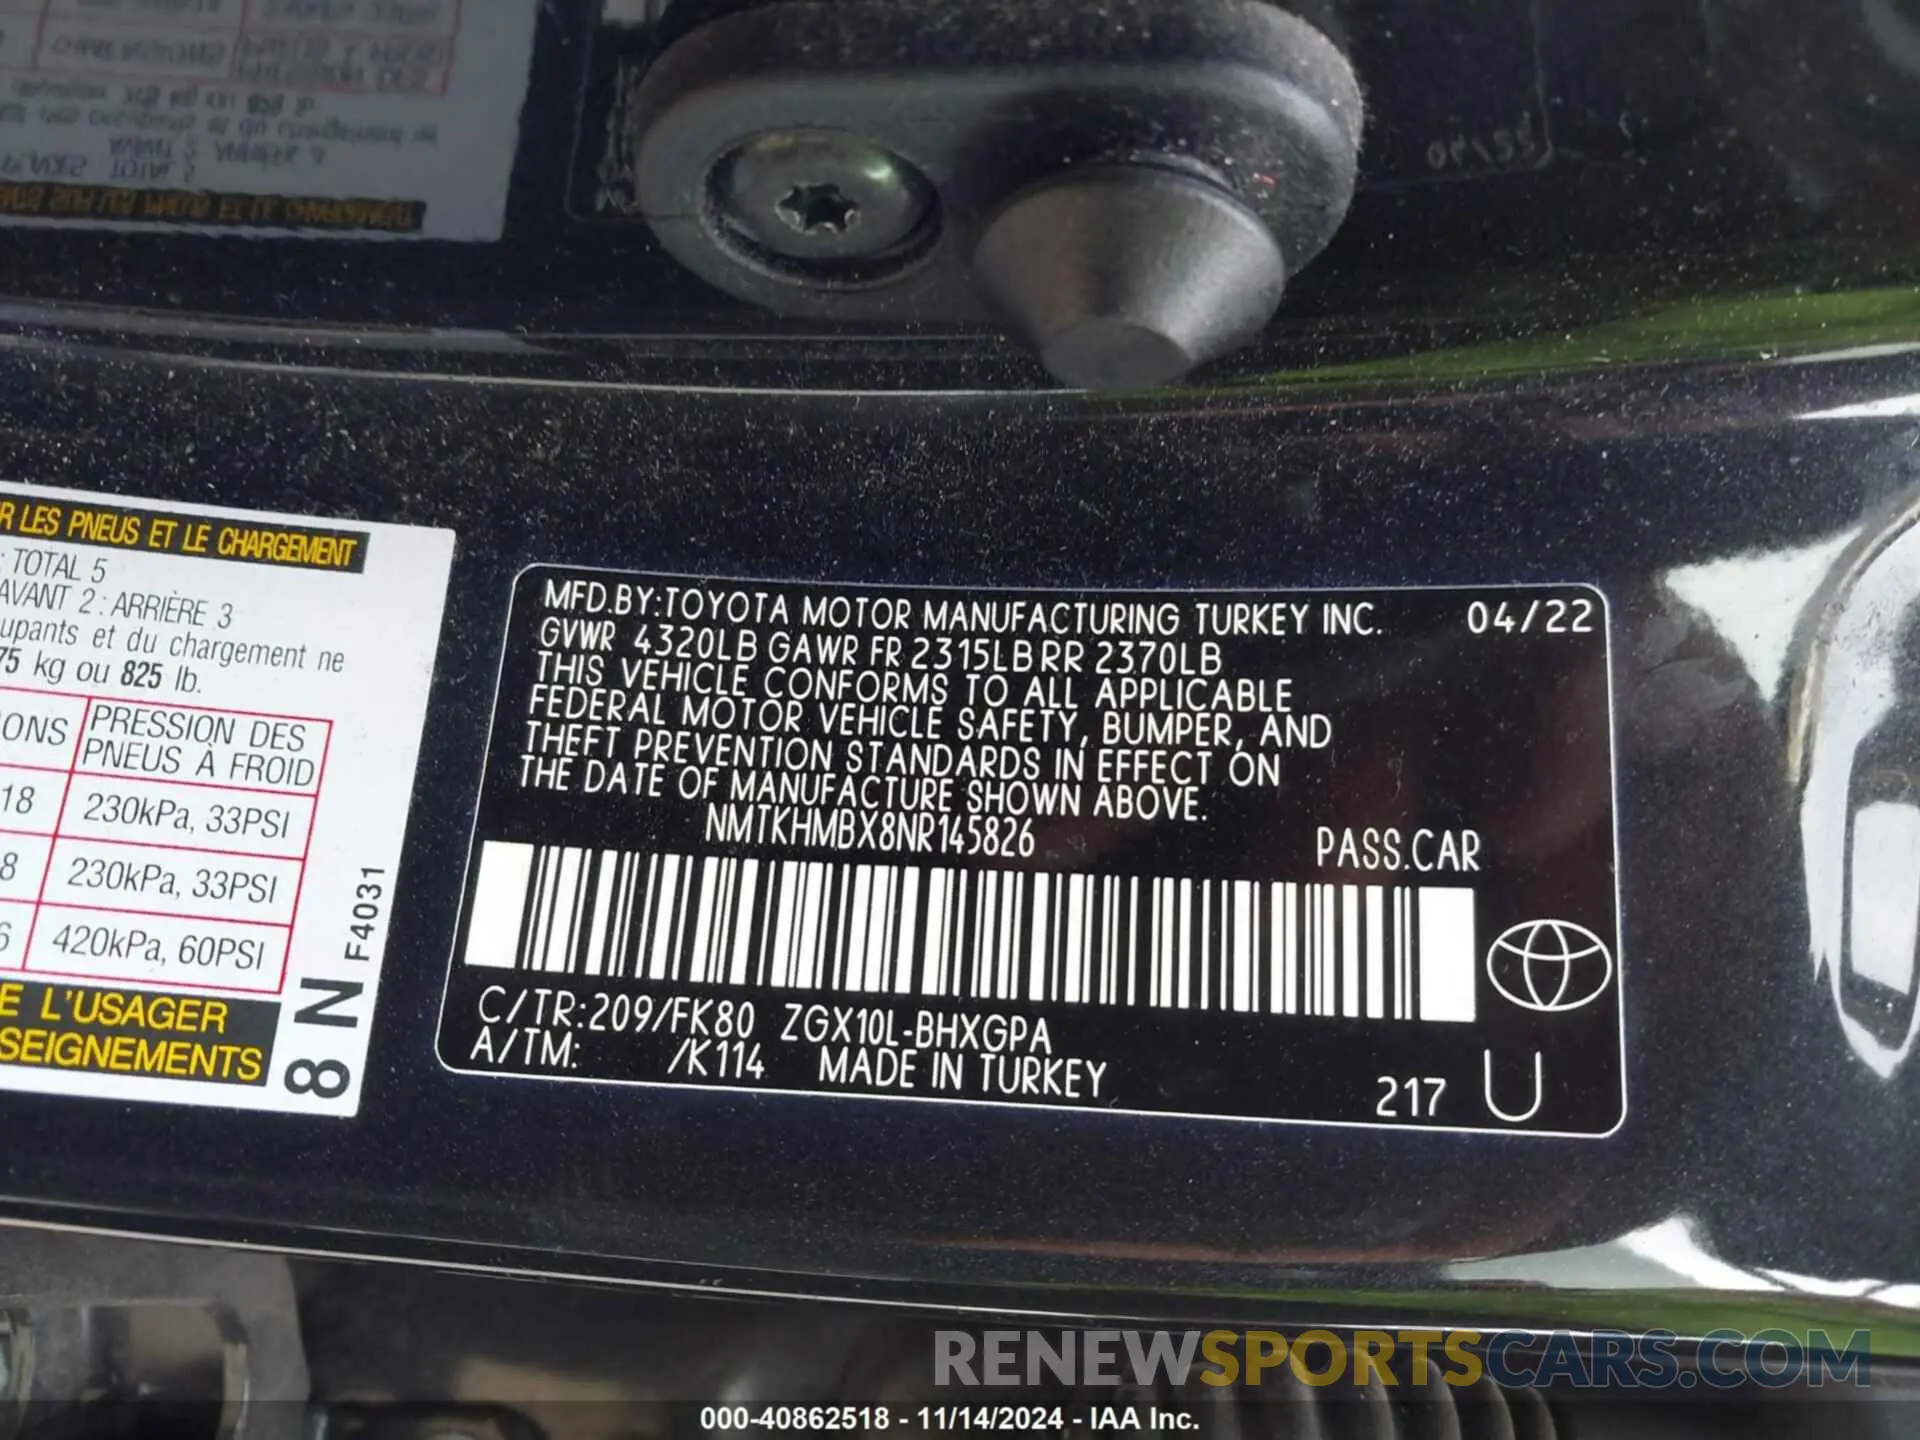 R LES PNEUS ET LE CHARGEMENT
: TOTAL 5
AVANT 2 : ARRIÈRE 3
upants et du chargement ne
75 kg ou 825 lb.
IONS PRESSION DES PNEUS À FROID
18 230kPa, 33PSI
8 230kPa, 33PSI
6 420kPa, 60PSI
E L'USAGER
SEIGNEMENTS
8 N
F4031
MFD.BY:TOYOTA MOTOR MANUFACTURING TURKEY INC. 04/22
GVWR 4320LB GAWR FR 2315LB RR 2370LB
THIS VEHICLE CONFORMS TO ALL APPLICABLE
FEDERAL MOTOR VEHICLE SAFETY, BUMPER, AND
THEFT PREVENTION STANDARDS IN EFFECT ON
THE DATE OF MANUFACTURE SHOWN ABOVE.
NMTKHMBX8NR145826 PASS.CAR
C/TR:209/FK80 ZGX10L-BHXGPA
A/TM: /K114 MADE IN TURKEY
217 U
RENEWSPORTSCARS.COM
000-40862518 - 11/14/2024 - IAA Inc.